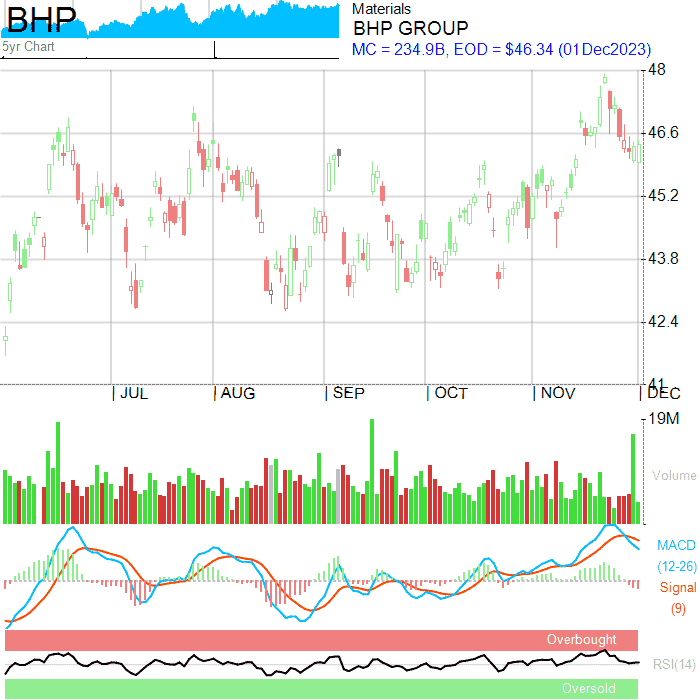 BHP
5yr Chart
Materials
BHP GROUP
MC = 234.9B, EOD = $46.34 (01Dec2023)
48
46.6
45.2
43.8
42.4
41
| JUL
| AUG
| SEP
| OCT
| NOV
| DEC
19M
Volume
MACD
(12-26)
Signal
(9)
Overbought
RSI(14)
Oversold